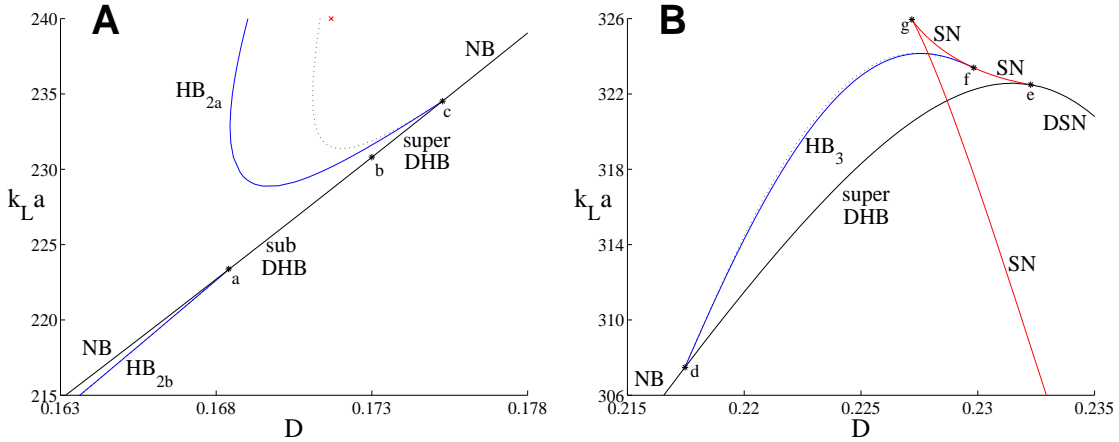 A
240
235
230
225
220
215
k_L a
0.163
0.168
0.173
0.178
D
HB_2a
NB
c
super
DHB
b
sub
DHB
a
NB
HB_2b
B
326
322
318
314
310
306
k_L a
0.215
0.22
0.225
0.23
0.235
D
g
SN
f
SN
e
DSN
HB_3
super
DHB
SN
NB
d